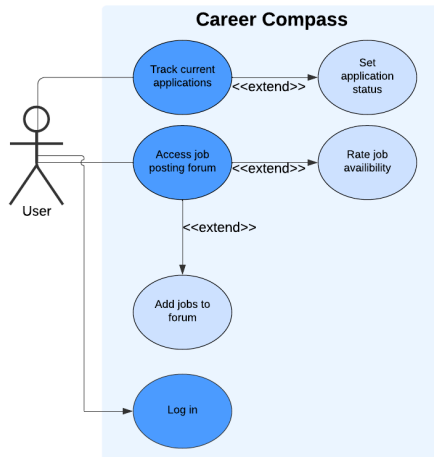 Career Compass
Track current
applications
<<extend>>
Set
application
status
User
Access job
posting forum
<<extend>>
Rate job
availibility
<<extend>>
Add jobs to
forum
Log in